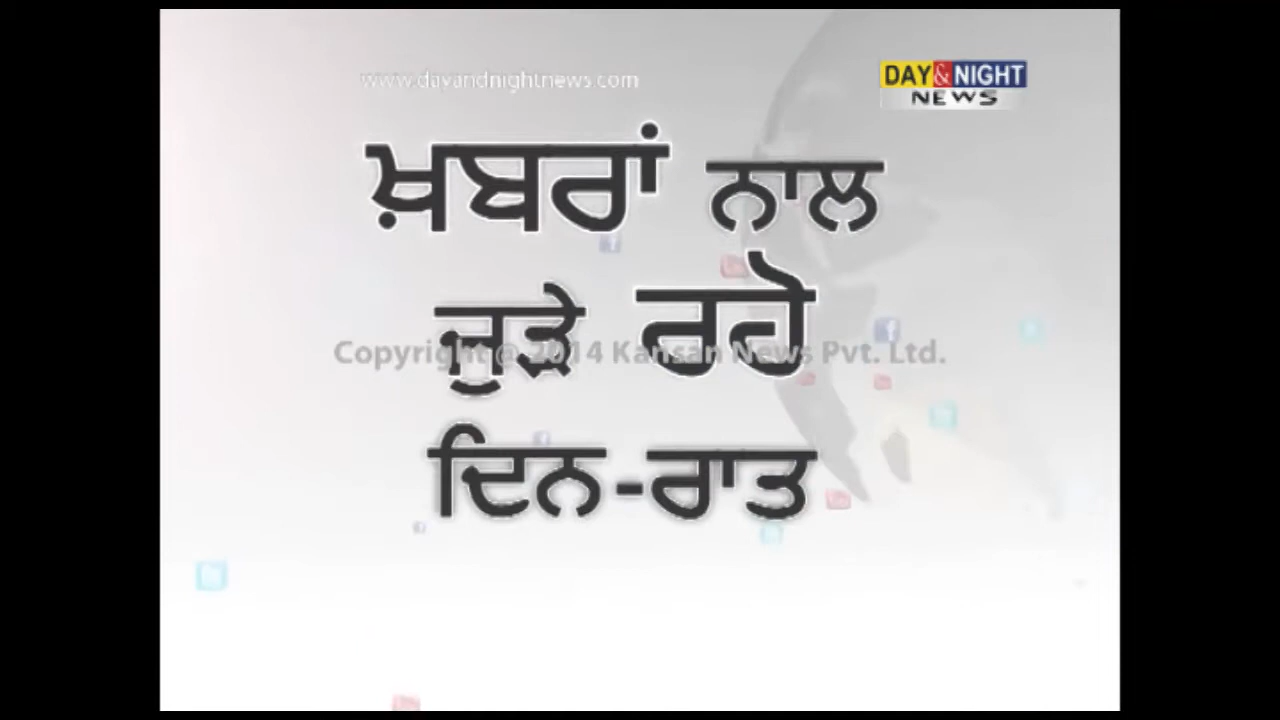 www.dayandnightnews.com
DAY&NIGHT
NEWS
ਖ਼ਬਰਾਂ ਨਾਲ
ਜੁੜੇ ਰਹੋ
Copyright @ 2014 Kansan News Pvt. Ltd.
ਦਿਨ-ਰਾਤ